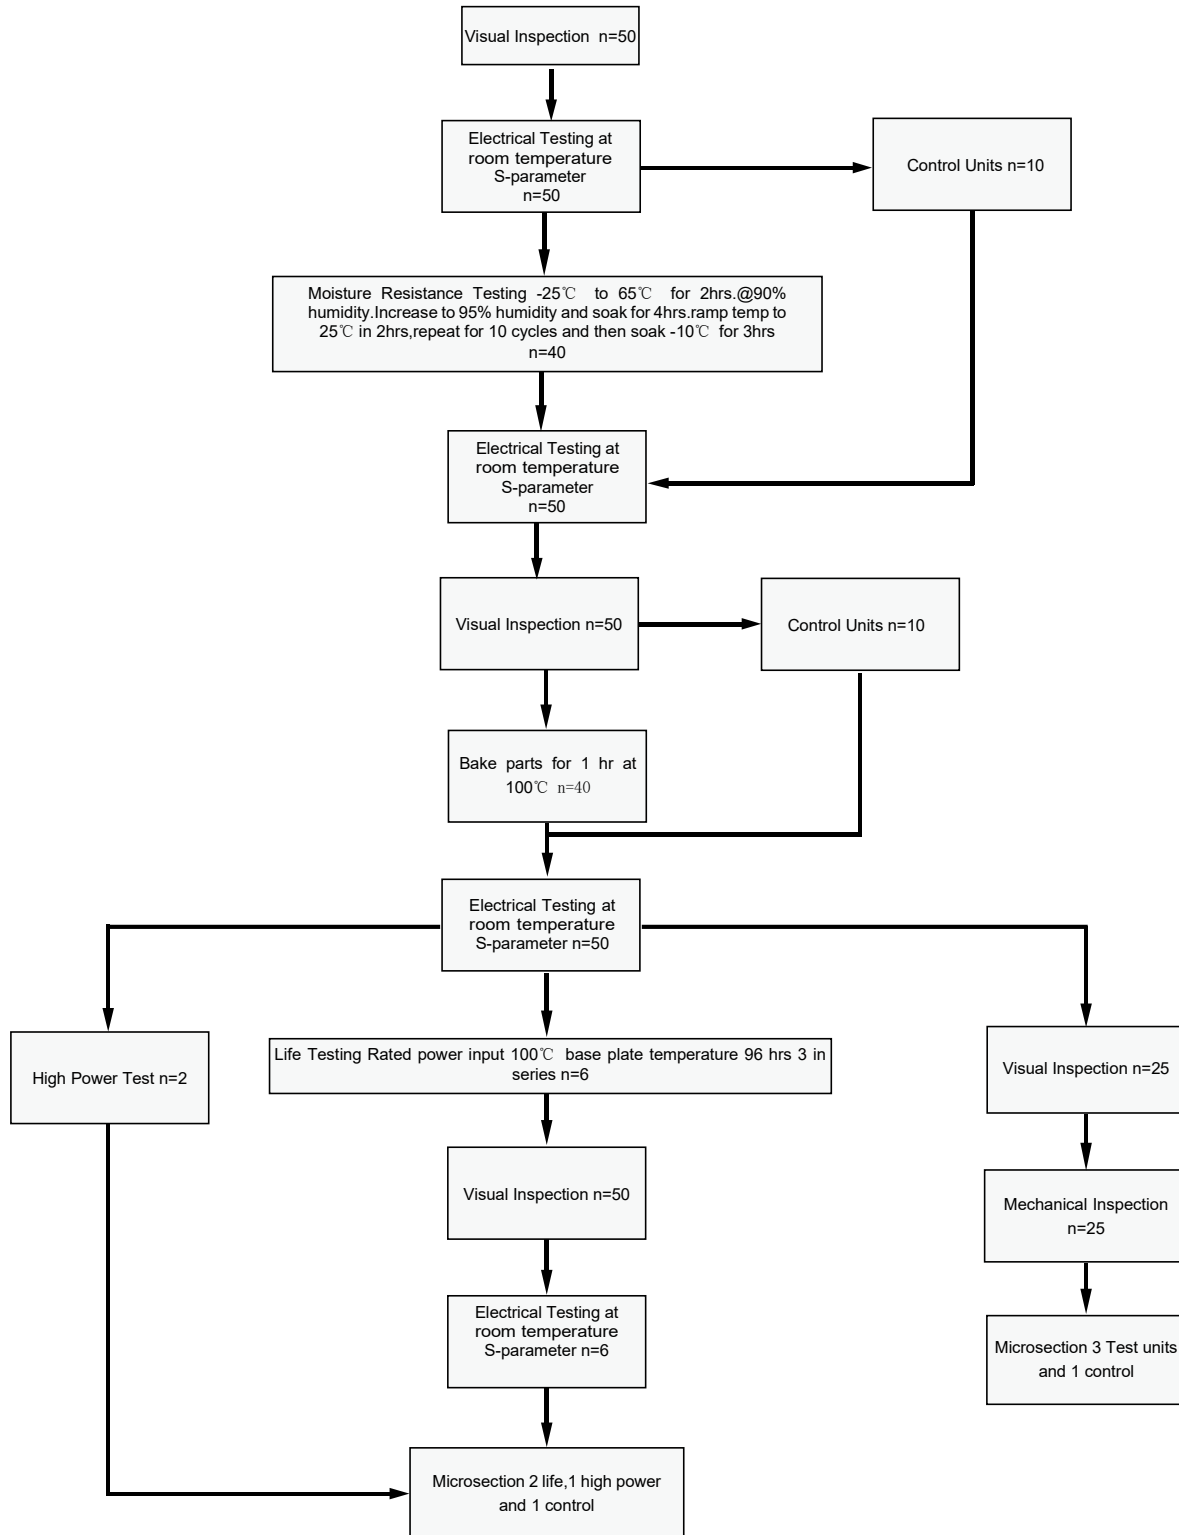 Visual Inspection n=50
Electrical Testing at
room temperature
S-parameter
n=50
Control Units n=10
Moisture Resistance Testing -25℃ to 65℃ for 2hrs.@90%
humidity.Increase to 95% humidity and soak for 4hrs.ramp temp to
25℃ in 2hrs,repeat for 10 cycles and then soak -10℃ for 3hrs
n=40
Electrical Testing at
room temperature
S-parameter
n=50
Visual Inspection n=50
Control Units n=10
Bake parts for 1 hr at
100℃ n=40
Electrical Testing at
room temperature
S-parameter n=50
High Power Test n=2
Life Testing Rated power input 100℃ base plate temperature 96 hrs 3 in
series n=6
Visual Inspection n=25
Visual Inspection n=50
Mechanical Inspection
n=25
Electrical Testing at
room temperature
S-parameter n=6
Microsection 3 Test units
and 1 control
Microsection 2 life,1 high power
and 1 control